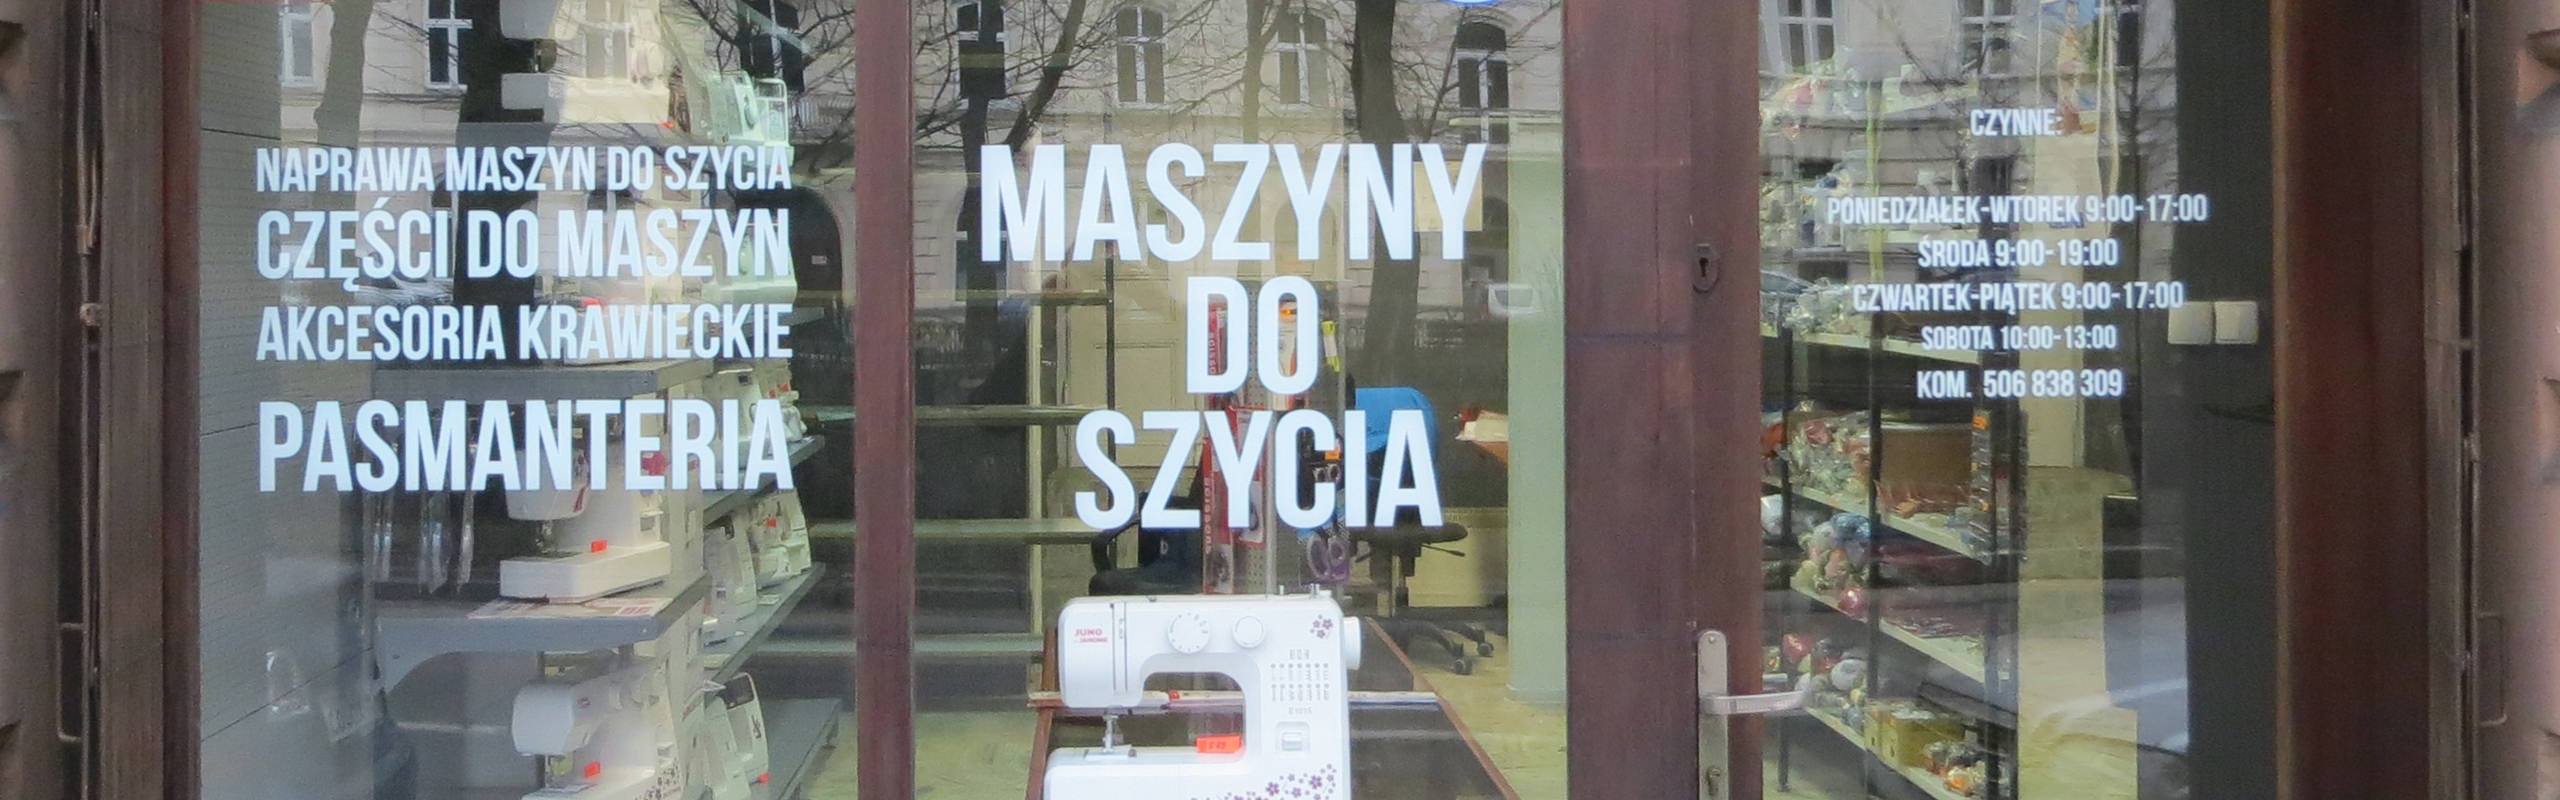 NAPRAWA MASZYN DO SZYCIA
CZĘŚCI DO MASZYN
AKCESORIA KRAWIECKIE
PASMANTERIA
MASZYNY
DO
SZYCIA
JUNO
JANOME
CZYNNE:
PONIEDZIAŁEK-WTOREK 9:00-17:00
ŚRODA 9:00-19:00
CZWARTEK-PIĄTEK 9:00-17:00
SOBOTA 10:00-13:00
KOM. 506 838 309